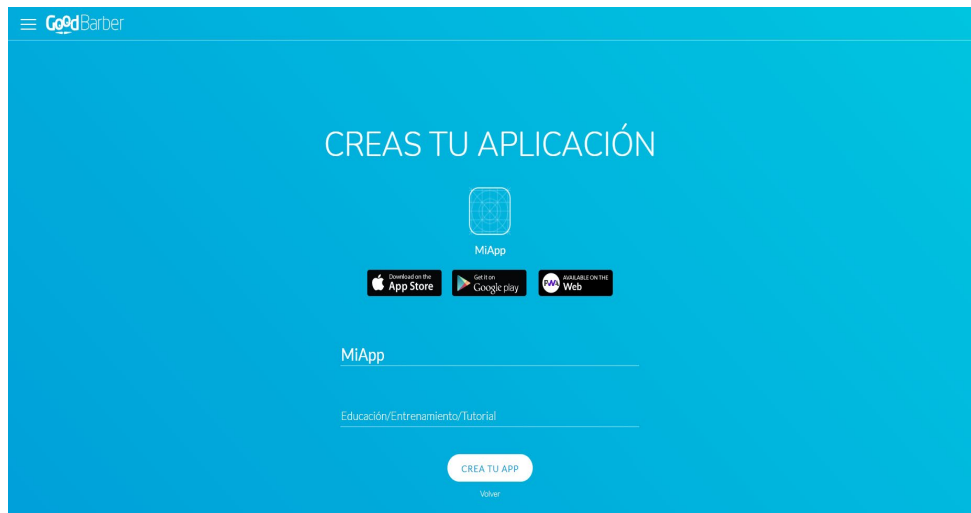 GoodBarber
CREAS TU APLICACIÓN
MiApp
Download on the
App Store
Get it on
Google play
PWA
AVAILABLE ON THE
Web
MiApp
Educación/Entrenamiento/Tutorial
CREA TU APP
Volver